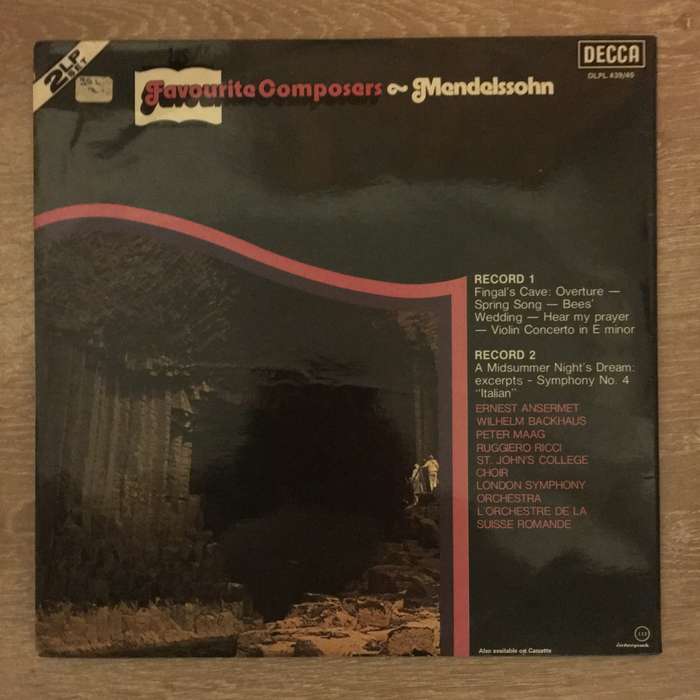 2LP
SET
DECCA
DLPL 439/40
Favourite Composers ~ Mendelssohn
RECORD 1
Fingal's Cave: Overture —
Spring Song — Bees'
Wedding — Hear my prayer
— Violin Concerto in E minor
RECORD 2
A Midsummer Night's Dream:
excerpts - Symphony No. 4
"Italian"
ERNEST ANSERMET
WILHELM BACKHAUS
PETER MAAG
RUGGIERO RICCI
ST. JOHN'S COLLEGE
CHOIR
LONDON SYMPHONY
ORCHESTRA
L'ORCHESTRE DE LA
SUISSE ROMANDE
Also available on Cassette
interpak